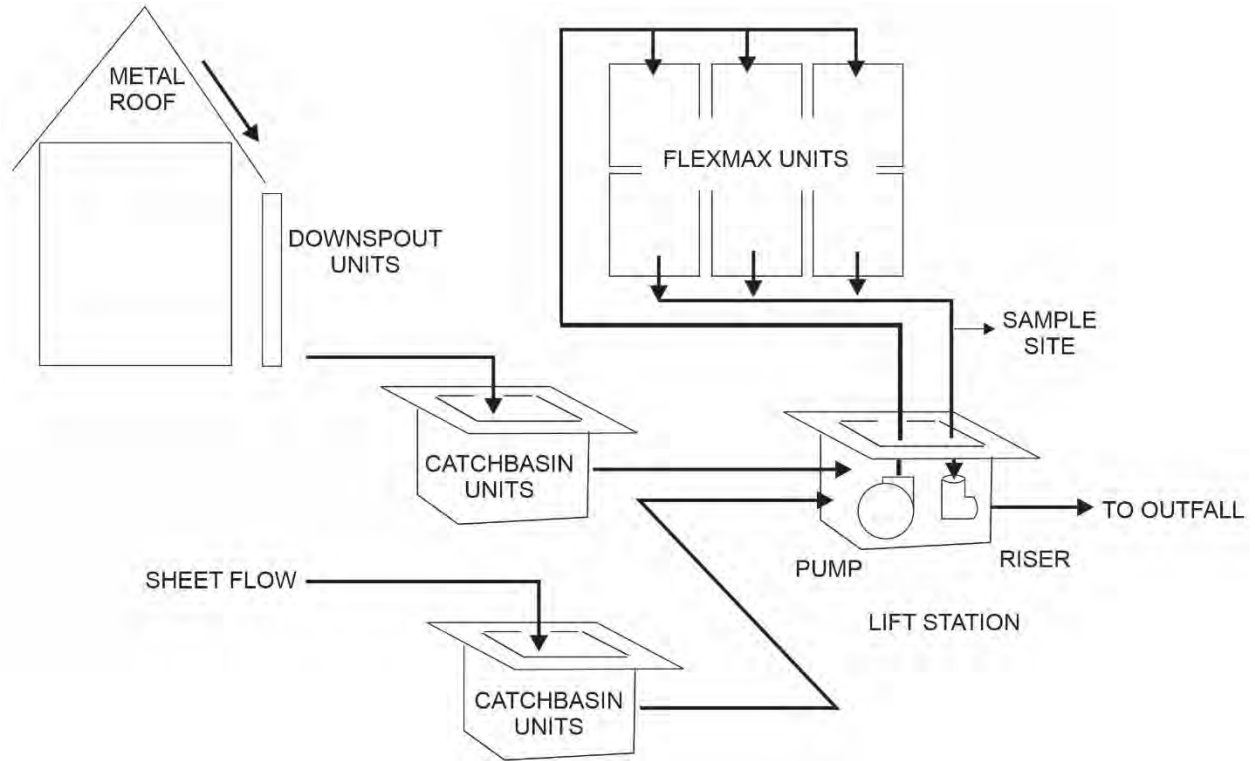 METAL
ROOF
DOWNSPOUT
UNITS
FLEXMAX UNITS
SAMPLE
SITE
CATCHBASIN
UNITS
TO OUTFALL
PUMP
RISER
SHEET FLOW
LIFT STATION
CATCHBASIN
UNITS